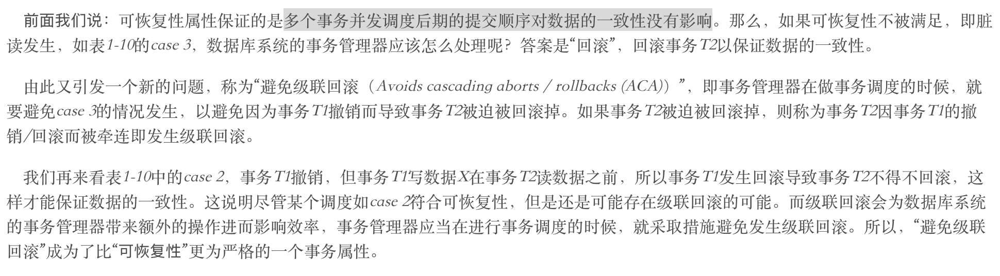 前面我们说：可恢复性属性保证的是多个事务并发调度后期的提交顺序对数据的一致性没有影响。那么，如果可恢复性不被满足，即脏
读发生，如表1-10的case 3，数据库系统的事务管理器应该怎么处理呢？答案是“回滚”，回滚事务T2以保证数据的一致性。
由此又引发一个新的问题，称为“避免级联回滚（Avoids cascading aborts / rollbacks (ACA)）”，即事务管理器在做事务调度的时候，就
要避免case 3的情况发生，以避免因为事务T1撤销而导致事务T2被迫被回滚掉。如果事务T2被迫被回滚掉，则称为事务T2因事务T1的撤
销/回滚而被牵连即发生级联回滚。
我们再来看表1-10中的case 2，事务T1撤销，但事务T1写数据X在事务T2读数据之前，所以事务T1发生回滚导致事务T2不得不回滚，这
样才能保证数据的一致性。这说明尽管某个调度如case 2符合可恢复性，但是还是可能存在级联回滚的可能。而级联回滚会为数据库系统
的事务管理器带来额外的操作进而影响效率，事务管理器应当在进行事务调度的时候，就采取措施避免发生级联回滚。所以，“避免级联
回滚”成为了比“可恢复性”更为严格的一个事务属性。